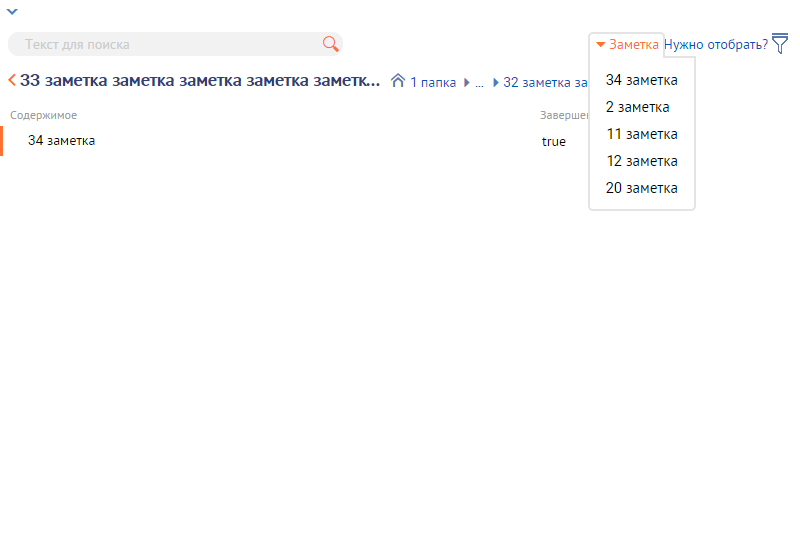 Текст для поиска
Заметка Нужно отобрать?
33 заметка заметка заметка заметка заметк... 1 папка ... 32 заметка за
34 заметка
2 заметка
11 заметка
12 заметка
20 заметка
Содержимое Заверше
34 заметка true